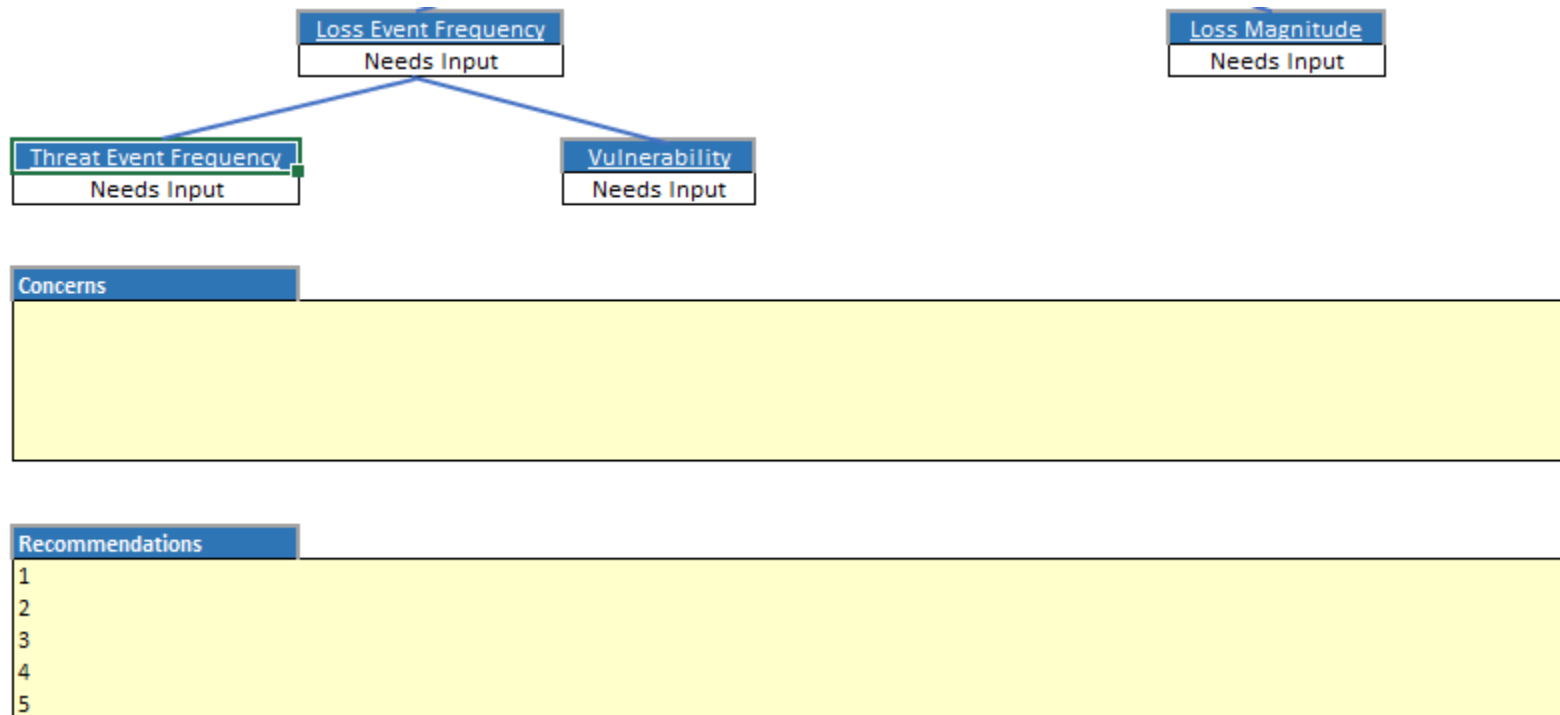 Loss Event Frequency
Needs Input
Loss Magnitude
Needs Input
Threat Event Frequency
Needs Input
Vulnerability
Needs Input
Concerns
Recommendations
1
2
3
4
5